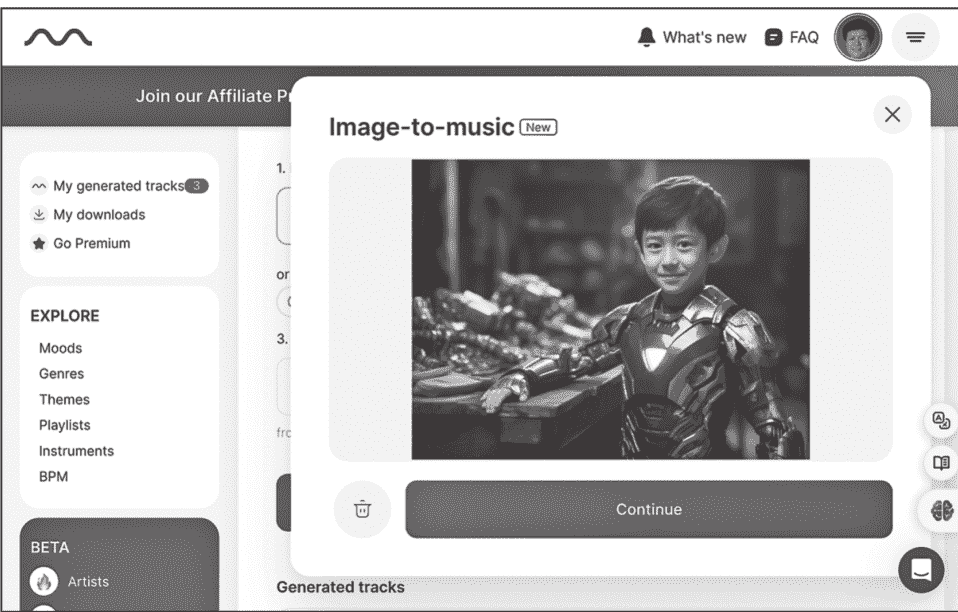 What's new
FAQ
Join our Affiliate
Image-to-music New
My generated tracks 3
My downloads
Go Premium
1.
or
3.
EXPLORE
Moods
Genres
Themes
Playlists
Instruments
BPM
Continue
BETA
Artists
Generated tracks